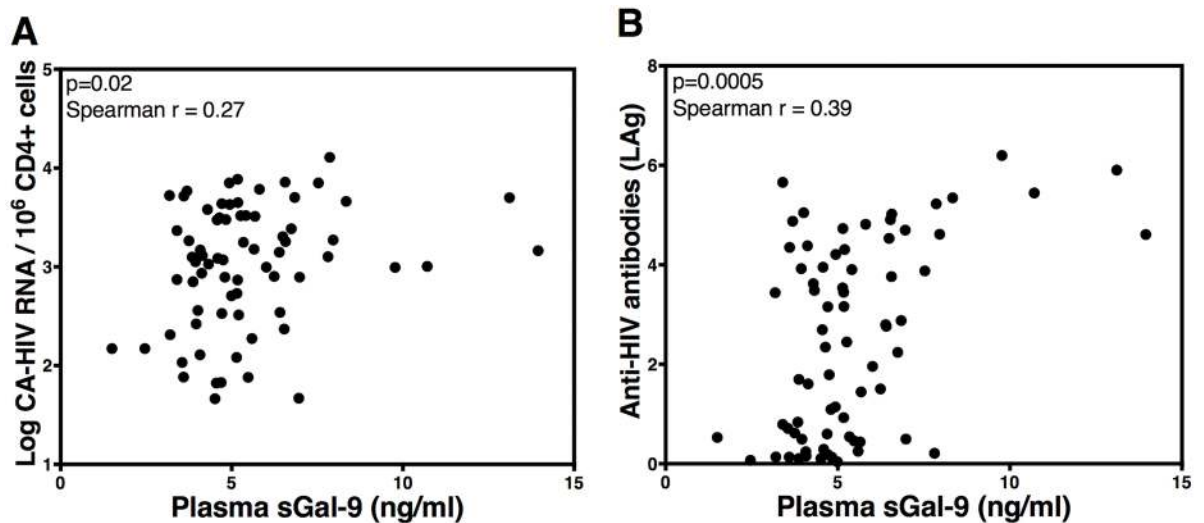 A
p=0.02
Spearman r = 0.27
Log CA-HIV RNA / 10⁶ CD4+ cells
5
4
3
2
1
0
5
10
15
Plasma sGal-9 (ng/ml)
B
p=0.0005
Spearman r = 0.39
Anti-HIV antibodies (LAg)
8
6
4
2
0
0
5
10
15
Plasma sGal-9 (ng/ml)